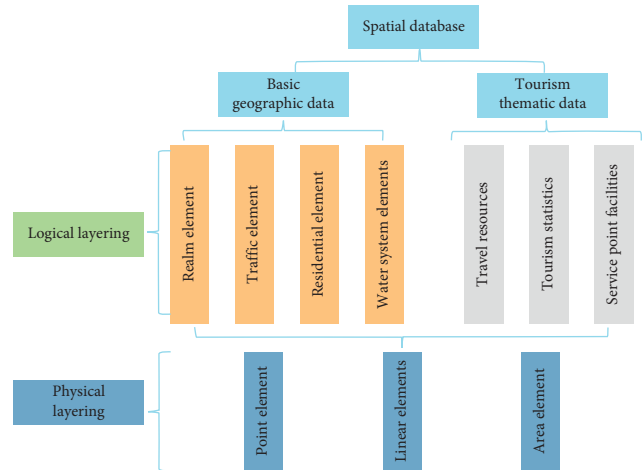 Spatial database
Basic
geographic data
Tourism
thematic data
Logical layering
Realm element
Traffic element
Residential element
Water system elements
Travel resources
Tourism statistics
Service point facilities
Physical
layering
Point element
Linear elements
Area element